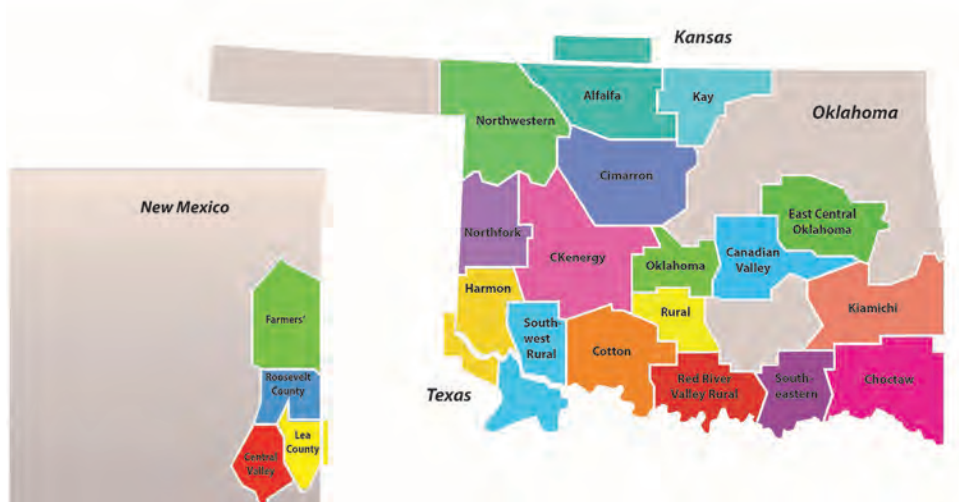 Kansas
Alfalfa
Kay
Oklahoma
Northwestern
Cimarron
New Mexico
East Central
Oklahoma
Northfork
CKenergy
Oklahoma
Canadian
Valley
Harmon
Kiamichi
Farmers'
South-
west
Rural
Rural
Cotton
Roosevelt
County
Texas
Red River
Valley Rural
South-
eastern
Choctaw
Lea
County
Central
Valley